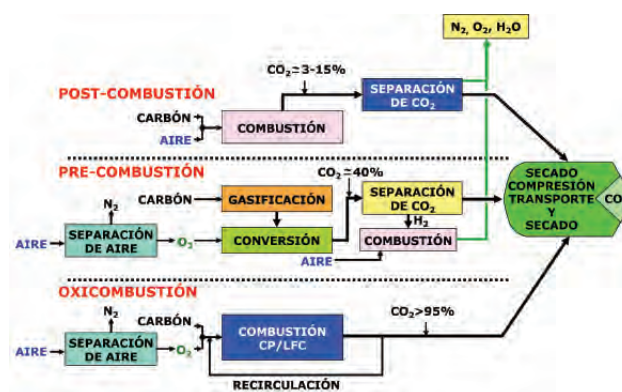 N₂, O₂, H₂O
CO₂=3-15%
POST-COMBUSTIÓN
SEPARACIÓN
DE CO₂
CARBÓN
COMBUSTIÓN
AIRE
PRE-COMBUSTIÓN
CO₂=40%
SECADO
COMPRESIÓN
TRANSPORTE
Y
SECADO
CO
CARBÓN
GASIFICACIÓN
SEPARACIÓN
DE CO₂
N₂
H₂
AIRE
SEPARACIÓN
DE AIRE
O₂
CONVERSIÓN
COMBUSTIÓN
AIRE
OXICOMBUSTIÓN
N₂
CARBÓN
CO₂>95%
COMBUSTIÓN
CP/LFC
AIRE
SEPARACIÓN
DE AIRE
O₂
RECIRCULACIÓN